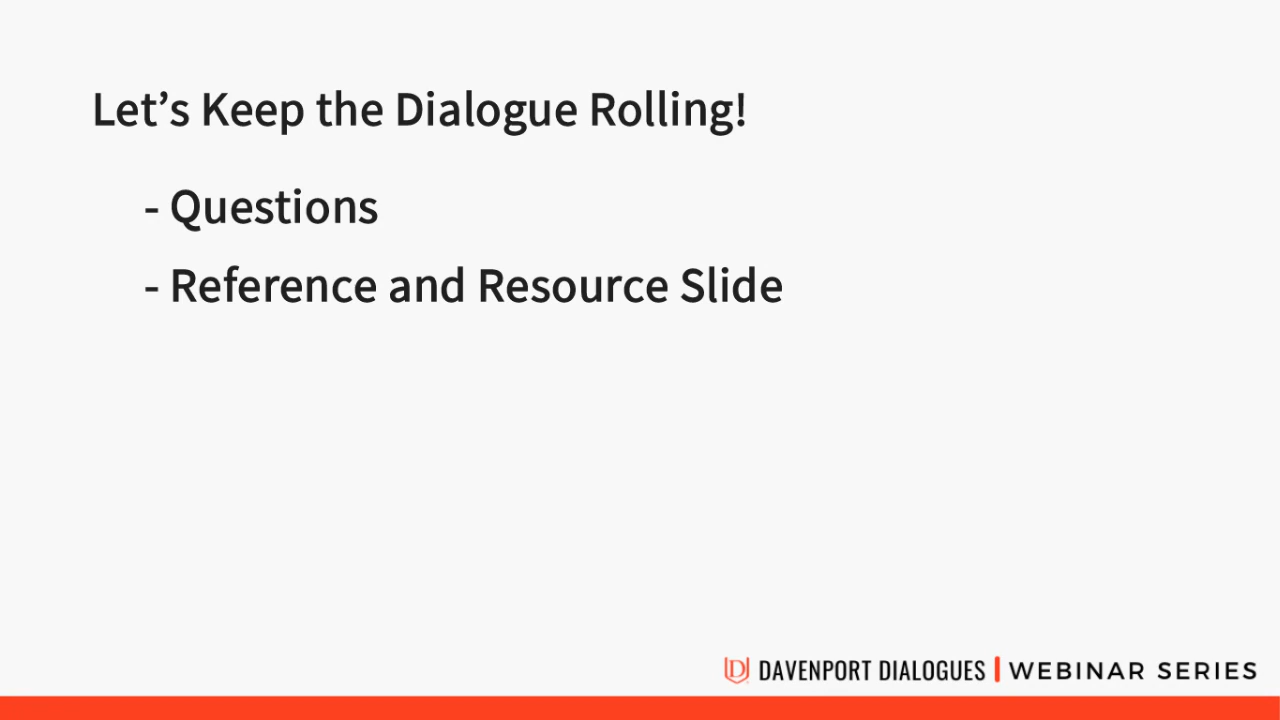 Let’s Keep the Dialogue Rolling!
- Questions
- Reference and Resource Slide
DAVENPORT DIALOGUES | WEBINAR SERIES